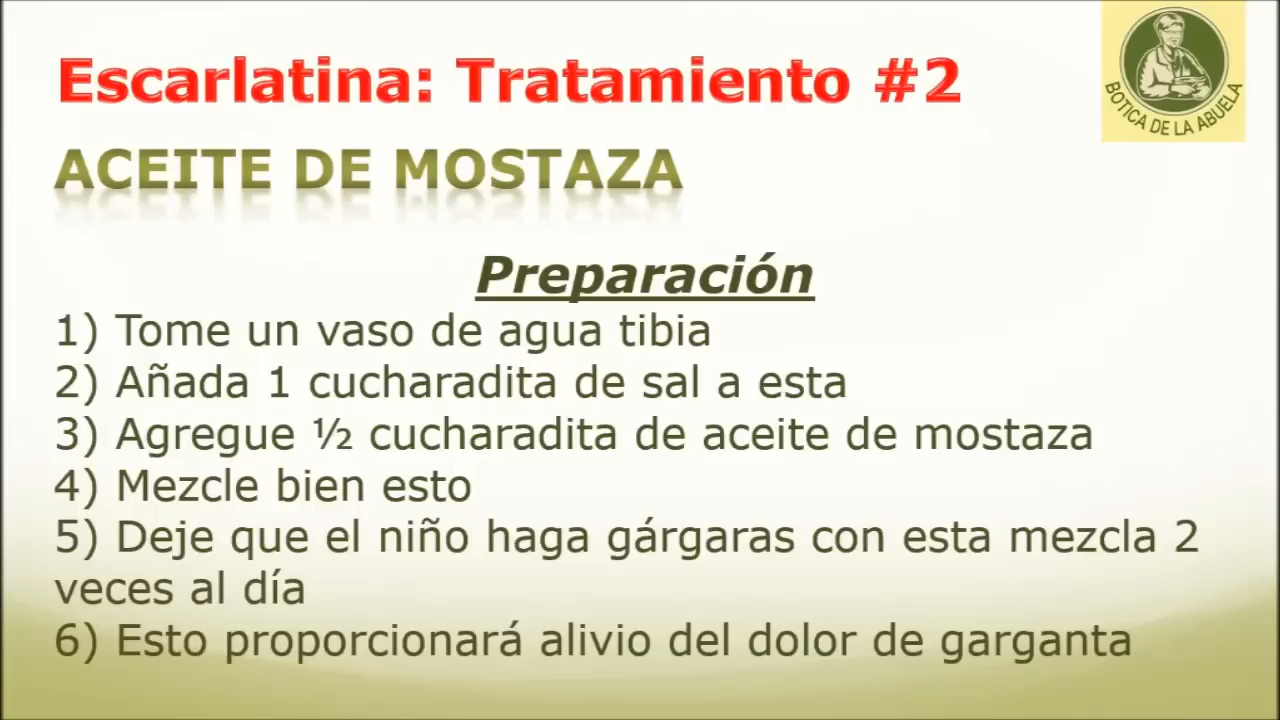 Escarlatina: Tratamiento #2
BOTICA DE LA ABUELA
ACEITE DE MOSTAZA
Preparación
1) Tome un vaso de agua tibia
2) Añada 1 cucharadita de sal a esta
3) Agregue ½ cucharadita de aceite de mostaza
4) Mezcle bien esto
5) Deje que el niño haga gárgaras con esta mezcla 2
veces al día
6) Esto proporcionará alivio del dolor de garganta